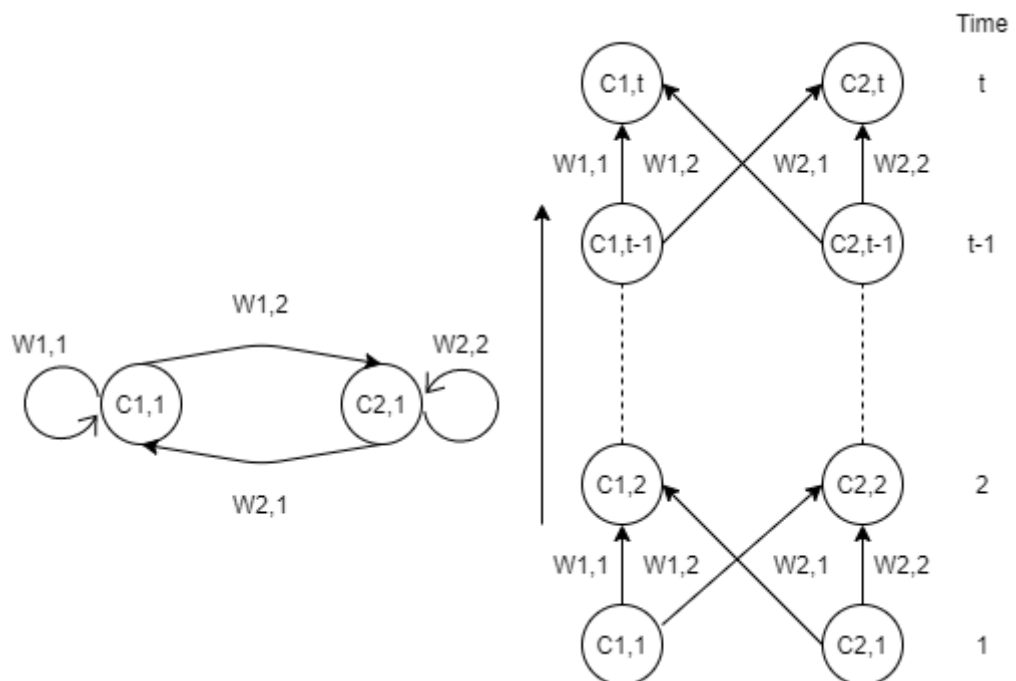 Time
C1,t C2,t t
W1,1 W1,2 W2,1 W2,2
C1,t-1 C2,t-1 t-1
W1,2
W1,1 W2,2
C1,1 C2,1
W2,1
C1,2 C2,2 2
W1,1 W1,2 W2,1 W2,2
C1,1 C2,1 1